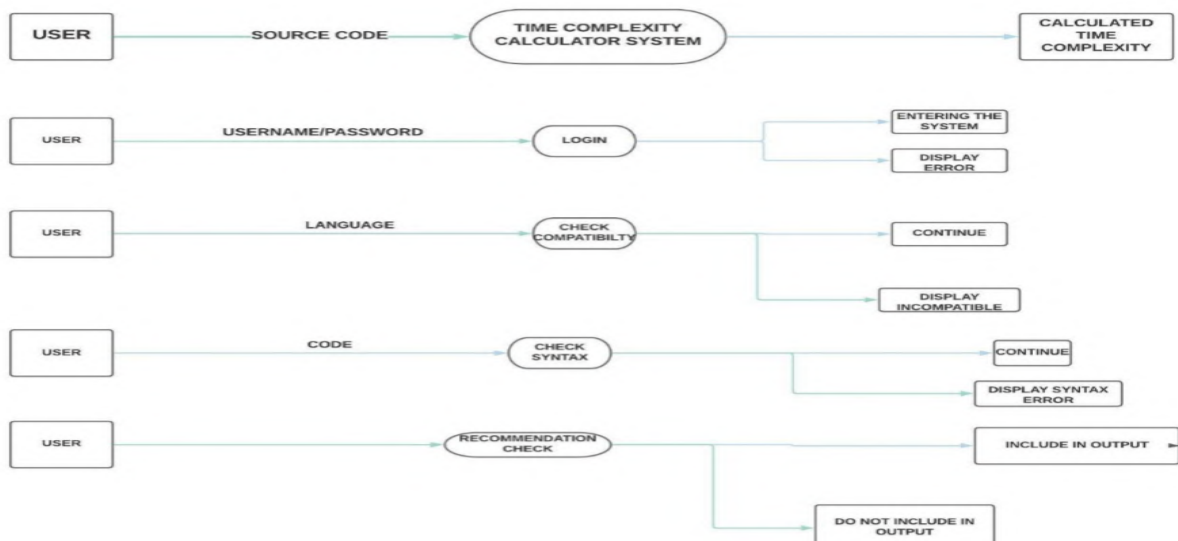 USER
SOURCE CODE
TIME COMPLEXITY
CALCULATOR SYSTEM
CALCULATED
TIME
COMPLEXITY
USER
USERNAME/PASSWORD
LOGIN
ENTERING THE
SYSTEM
DISPLAY
ERROR
USER
LANGUAGE
CHECK
COMPATIBILTY
CONTINUE
DISPLAY
INCOMPATIBLE
USER
CODE
CHECK
SYNTAX
CONTINUE
DISPLAY SYNTAX
ERROR
USER
RECOMMENDATION
CHECK
INCLUDE IN OUTPUT
DO NOT INCLUDE IN
OUTPUT